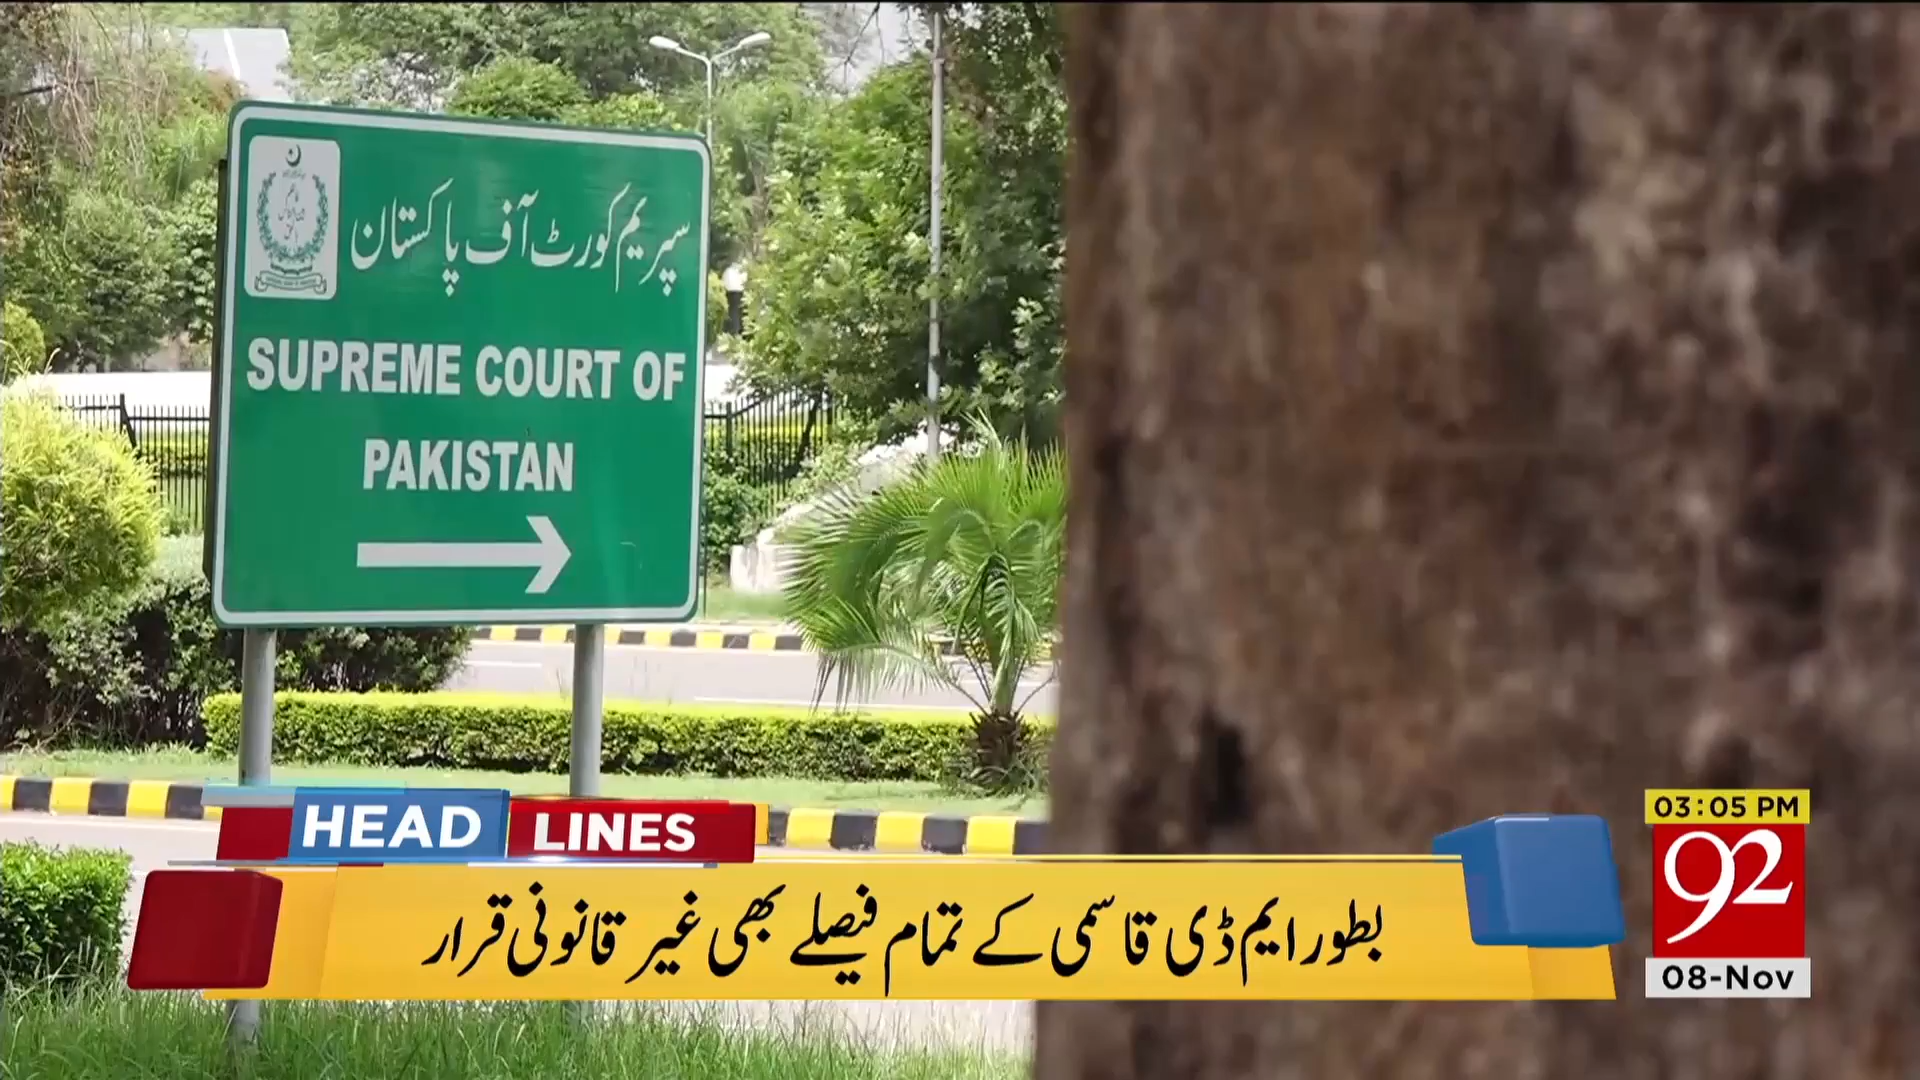 سپریم کورٹ آف پاکستان
SUPREME COURT OF
PAKISTAN
HEAD LINES
بطور ایم ڈی قاسمی کے تمام فیصلے بھی غیر قانونی قرار
03:05 PM
92
08-Nov